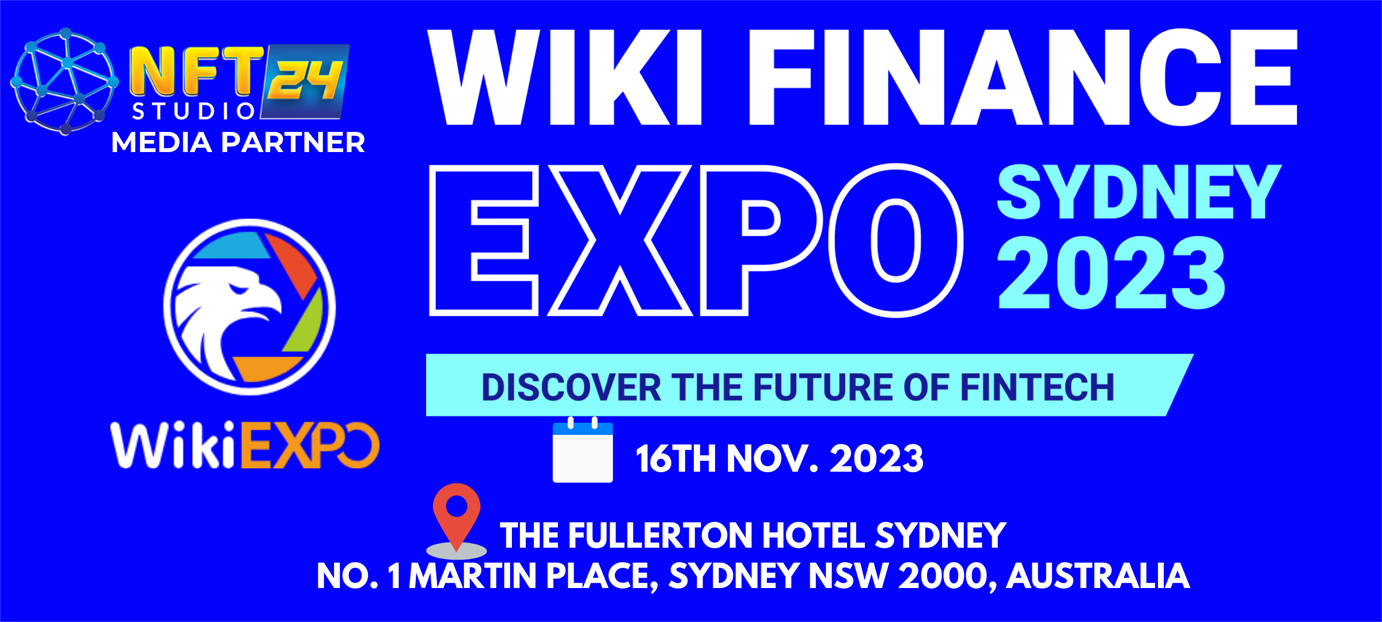 NFT 24
STUDIO
MEDIA PARTNER
WikiEXPO
WIKI FINANCE
EXPO
SYDNEY
2023
DISCOVER THE FUTURE OF FINTECH
16TH NOV. 2023
THE FULLERTON HOTEL SYDNEY
NO. 1 MARTIN PLACE, SYDNEY NSW 2000, AUSTRALIA